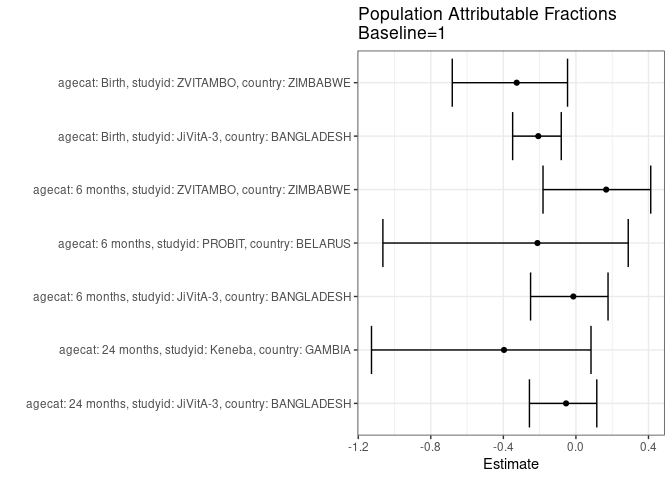 Population Attributable Fractions
Baseline=1
agecat: Birth, studyid: ZVITAMBO, country: ZIMBABWE
agecat: Birth, studyid: JiVitA-3, country: BANGLADESH
agecat: 6 months, studyid: ZVITAMBO, country: ZIMBABWE
agecat: 6 months, studyid: PROBIT, country: BELARUS
agecat: 6 months, studyid: JiVitA-3, country: BANGLADESH
agecat: 24 months, studyid: Keneba, country: GAMBIA
agecat: 24 months, studyid: JiVitA-3, country: BANGLADESH
-1.2 -0.8 -0.4 0.0 0.4
Estimate